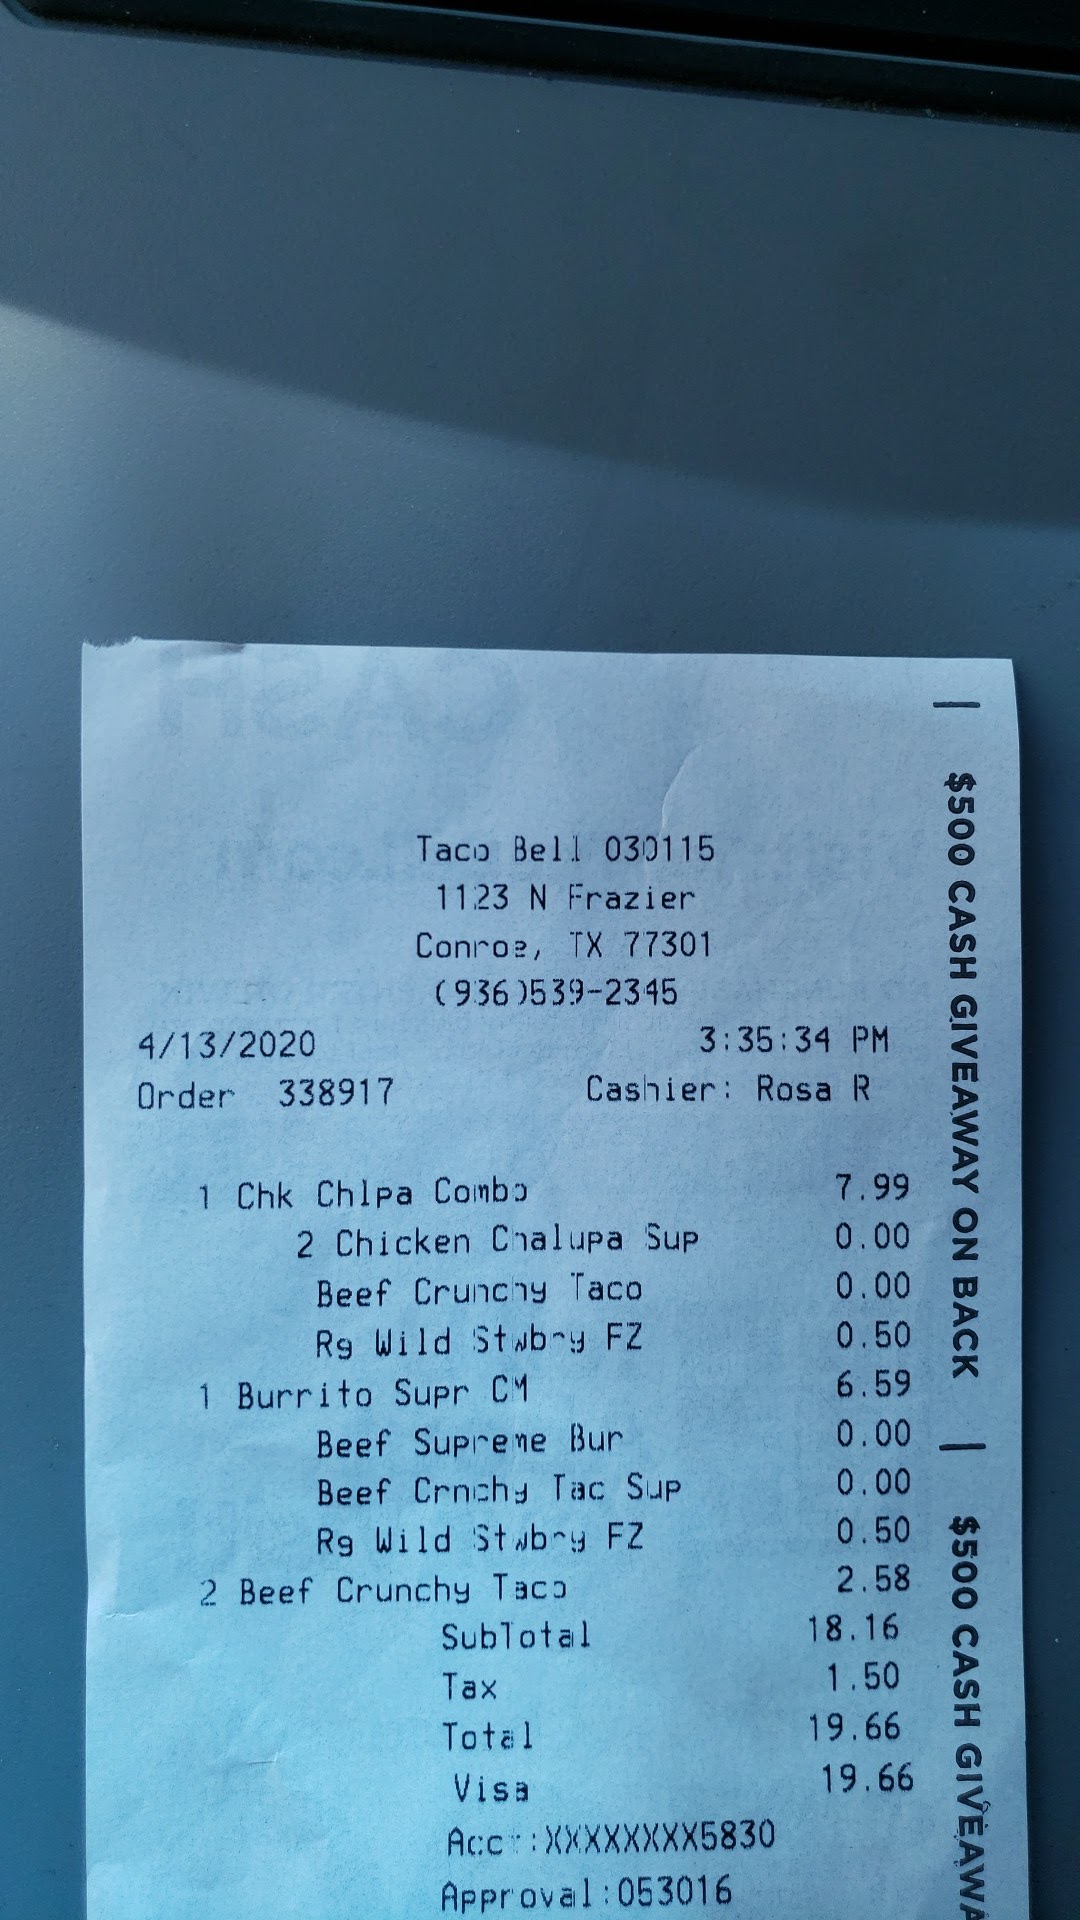 Taco Bell 030115
1123 N Frazier
Conroe, TX 77301
(936)539-2345
4/13/2020 3:35:34 PM
Order 338917 Cashier: Rosa R
1 Chk Chlpa Combo 7.99
2 Chicken Chalupa Sup 0.00
Beef Crunchy Taco 0.00
Rg Wild Stwbry FZ 0.50
1 Burrito Supr CM 6.59
Beef Supreme Bur 0.00
Beef Crnchy Tac Sup 0.00
Rg Wild Stwbry FZ 0.50
2 Beef Crunchy Taco 2.58
SubTotal 18.16
Tax 1.50
Total 19.66
Visa 19.66
Acct:XXXXXXXX5830
Approval:053016
| $500 CASH GIVEAWAY ON BACK | $500 CASH GIVEAWA